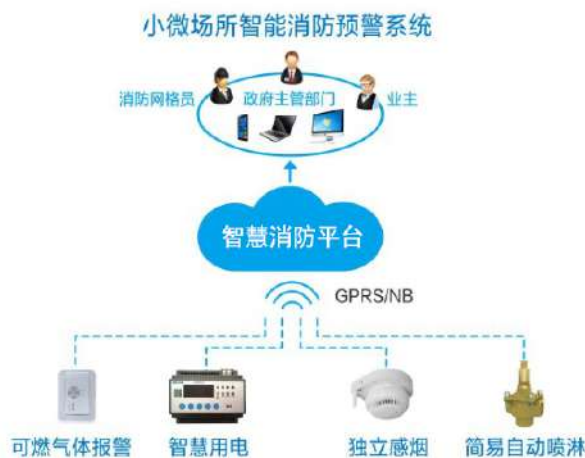 小微场所智能消防预警系统
消防网格员 政府主管部门 业主
智慧消防平台
GPRS/NB
可燃气体报警 智慧用电 独立感烟 简易自动喷淋